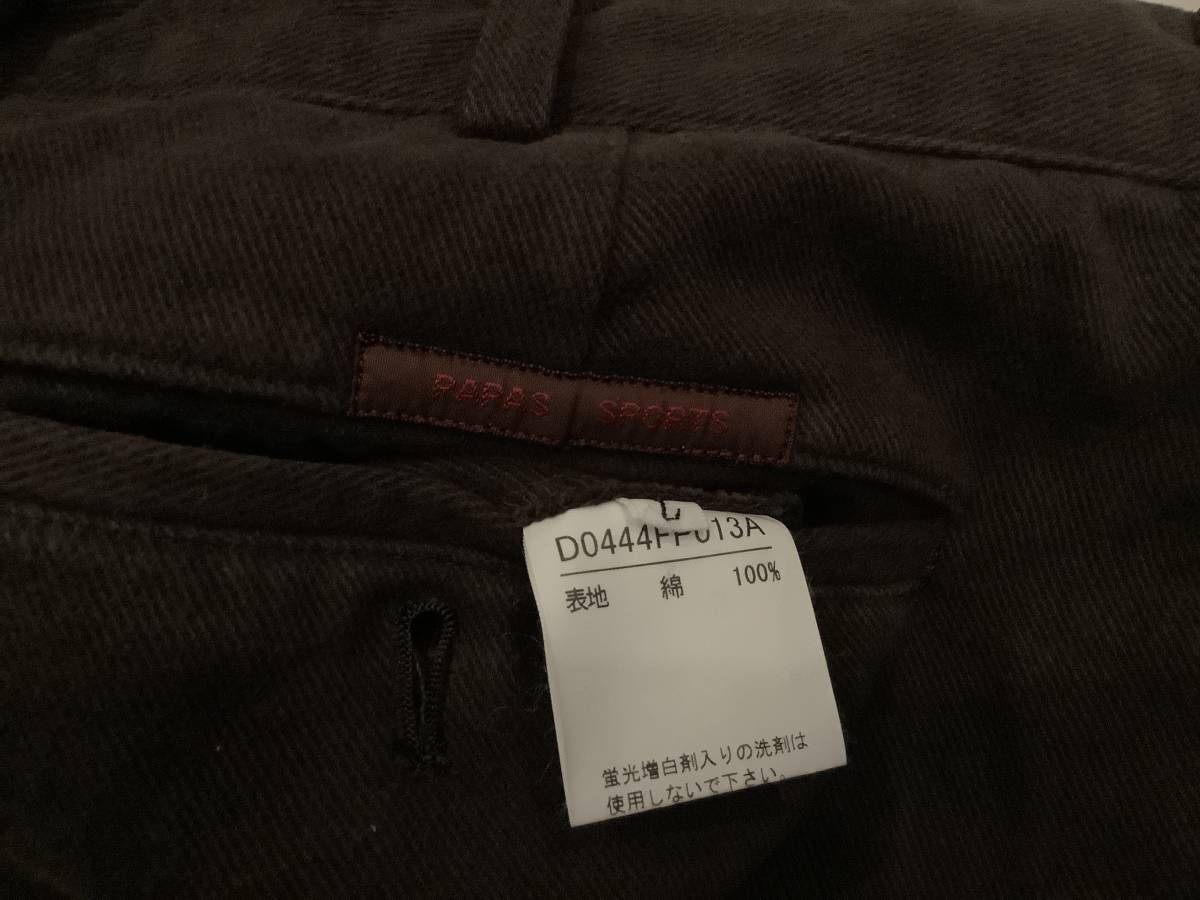 PAPAS SPORTS
L
D0444FP013A
表地 綿 100%
蛍光増白剤入りの洗剤は
使用しないで下さい。